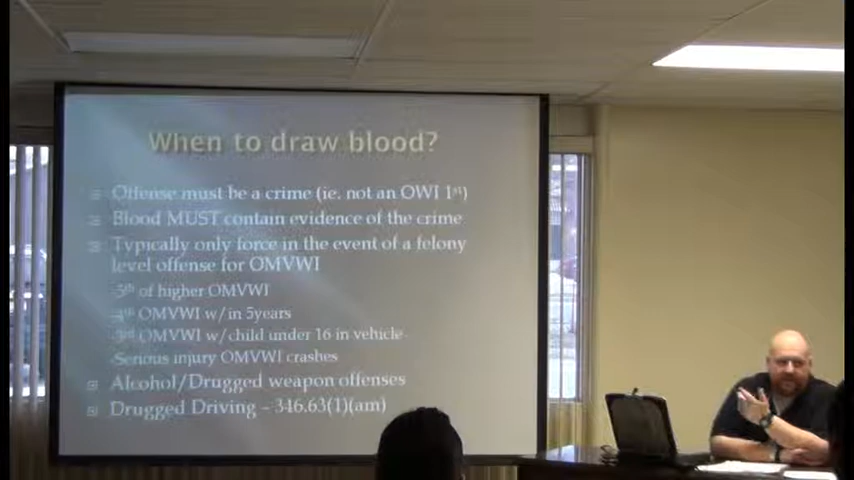 When to draw blood?
Offense must be a crime (ie. not an OWI 1st)
Blood MUST contain evidence of the crime
Typically only force in the event of a felony
level offense for OMVWI
-5th of higher OMVWI
-4th OMVWI w/in 5years
-3rd OMVWI w/child under 16 in vehicle
-Serious injury OMVWI crashes
Alcohol/Drugged weapon offenses
Drugged Driving – 346.63(1)(am)